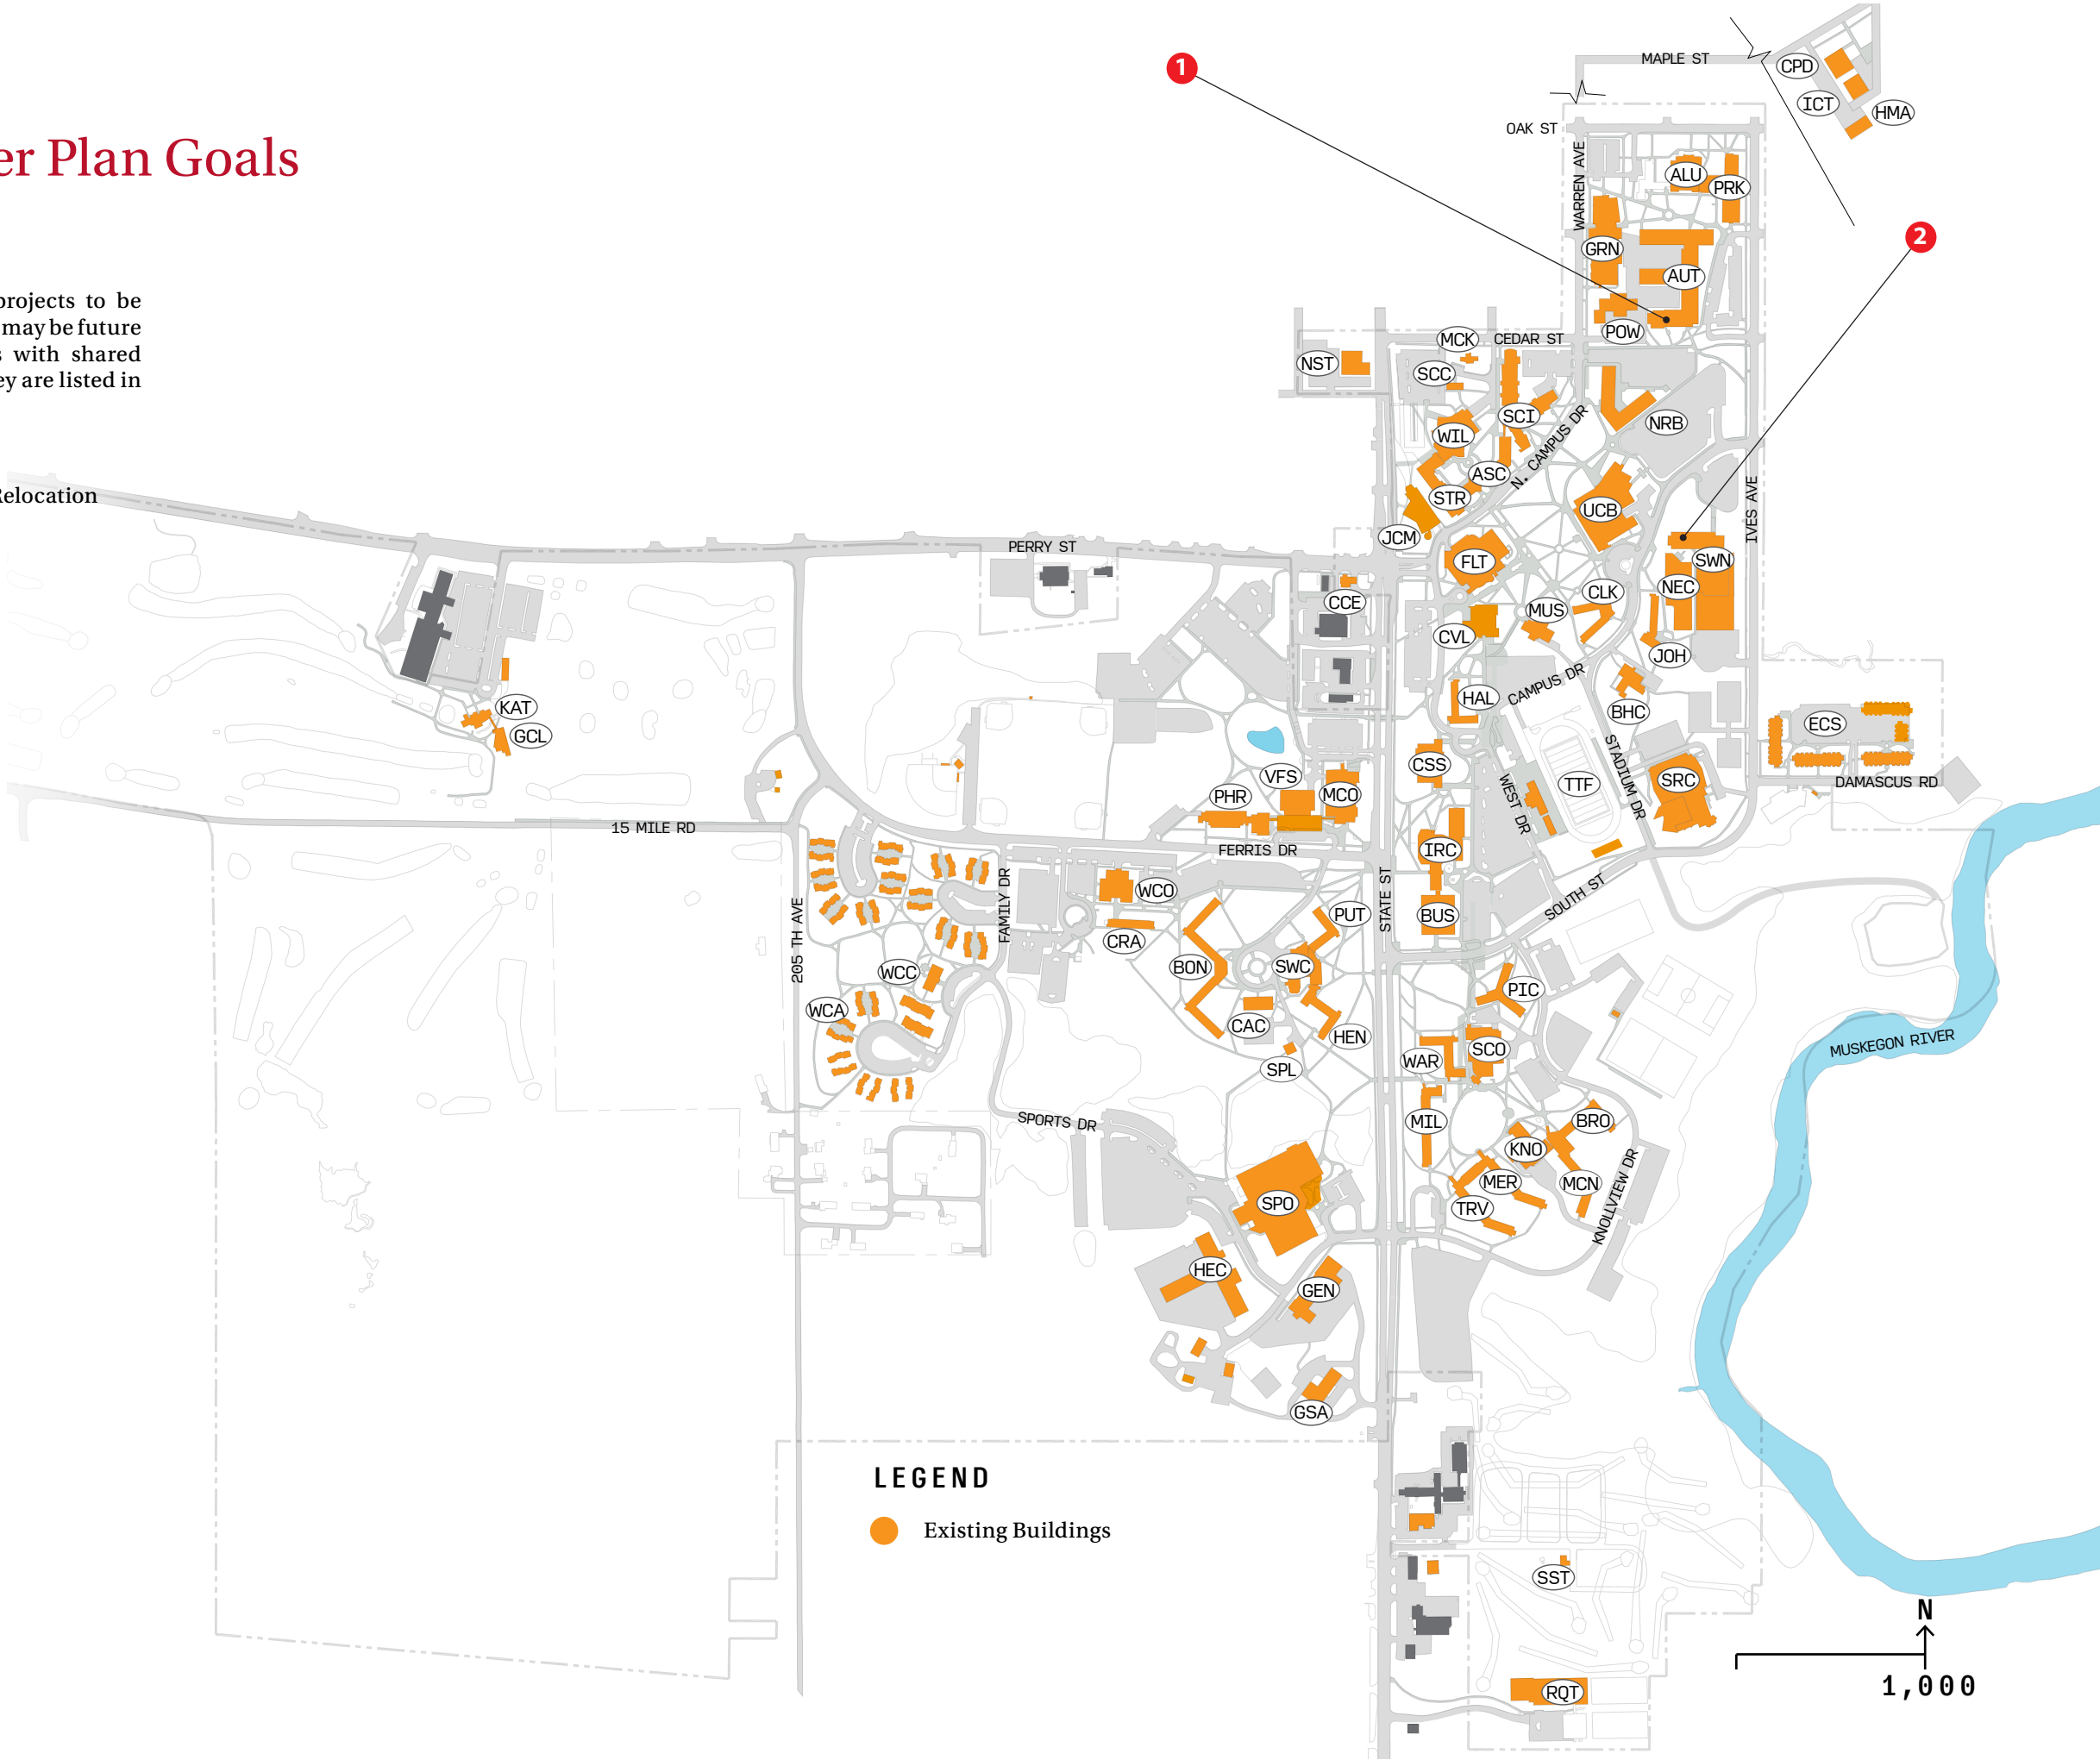 er Plan Goals
projects to be
may be future
s with shared
ey are listed in
Relocation
1
2
MAPLE ST
CPD
ICT
HMA
OAK ST
WARREN AVE
ALU
PRK
GRN
AUT
POW
MCK
CEDAR ST
NST
SCC
SCI
NRB
WIL
N. CAMPUS DR
ASC
STR
UCB
IVES AVE
JCM
PERRY ST
FLT
SWN
NEC
CLK
CCE
MUS
CVL
JOH
CAMPUS DR
HAL
BHC
KAT
GCL
ECS
STADIUM DR
CSS
VFS
SRC
TTF
WEST DR
DAMASCUS RD
PHR
MCO
15 MILE RD
FERRIS DR
IRC
STATE ST
WCO
SOUTH ST
FAMILY DR
PUT
BUS
205 TH AVE
CRA
BON
SWC
WCC
PIC
WCA
CAC
HEN
SCO
WAR
MUSKEGON RIVER
SPL
SPORTS DR
MIL
BRO
KNO
MER
MCN
KNOLLVIEW DR
SPO
TRV
HEC
GEN
GSA
LEGEND
Existing Buildings
SST
N
1,000
RQT